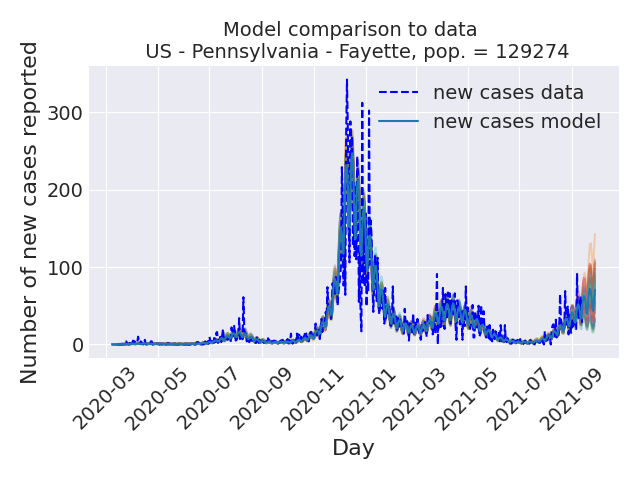 Model comparison to data
US - Pennsylvania - Fayette, pop. = 129274
Number of new cases reported
300
200
100
0
new cases data
new cases model
2020-03
2020-05
2020-07
2020-09
2020-11
2021-01
2021-03
2021-05
2021-07
2021-09
Day